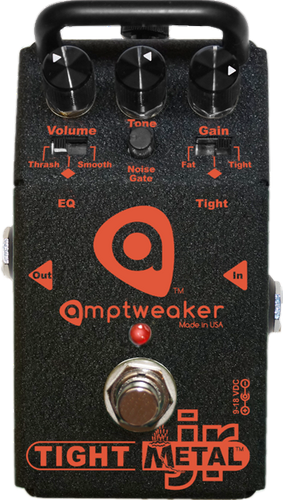 Volume
Tone
Gain
Thrash
Smooth
Noise
Gate
Fat
Tight
EQ
Tight
Out
In
a
TM
amptweaker
Made in USA
9-18 VDC
jr
TIGHT METAL TM